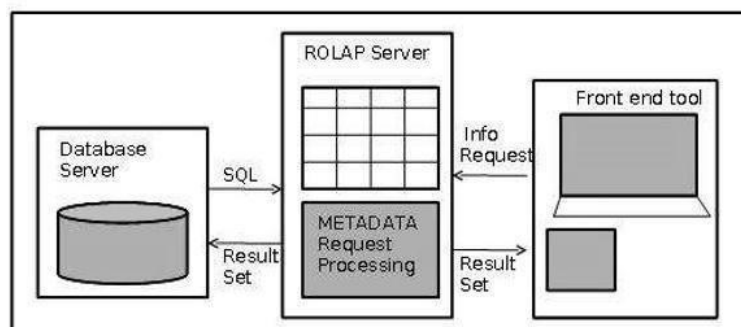 ROLAP Server
Front end tool
Database
Server
SQL
Info
Request
METADATA
Request
Processing
Result
Set
Result
Set